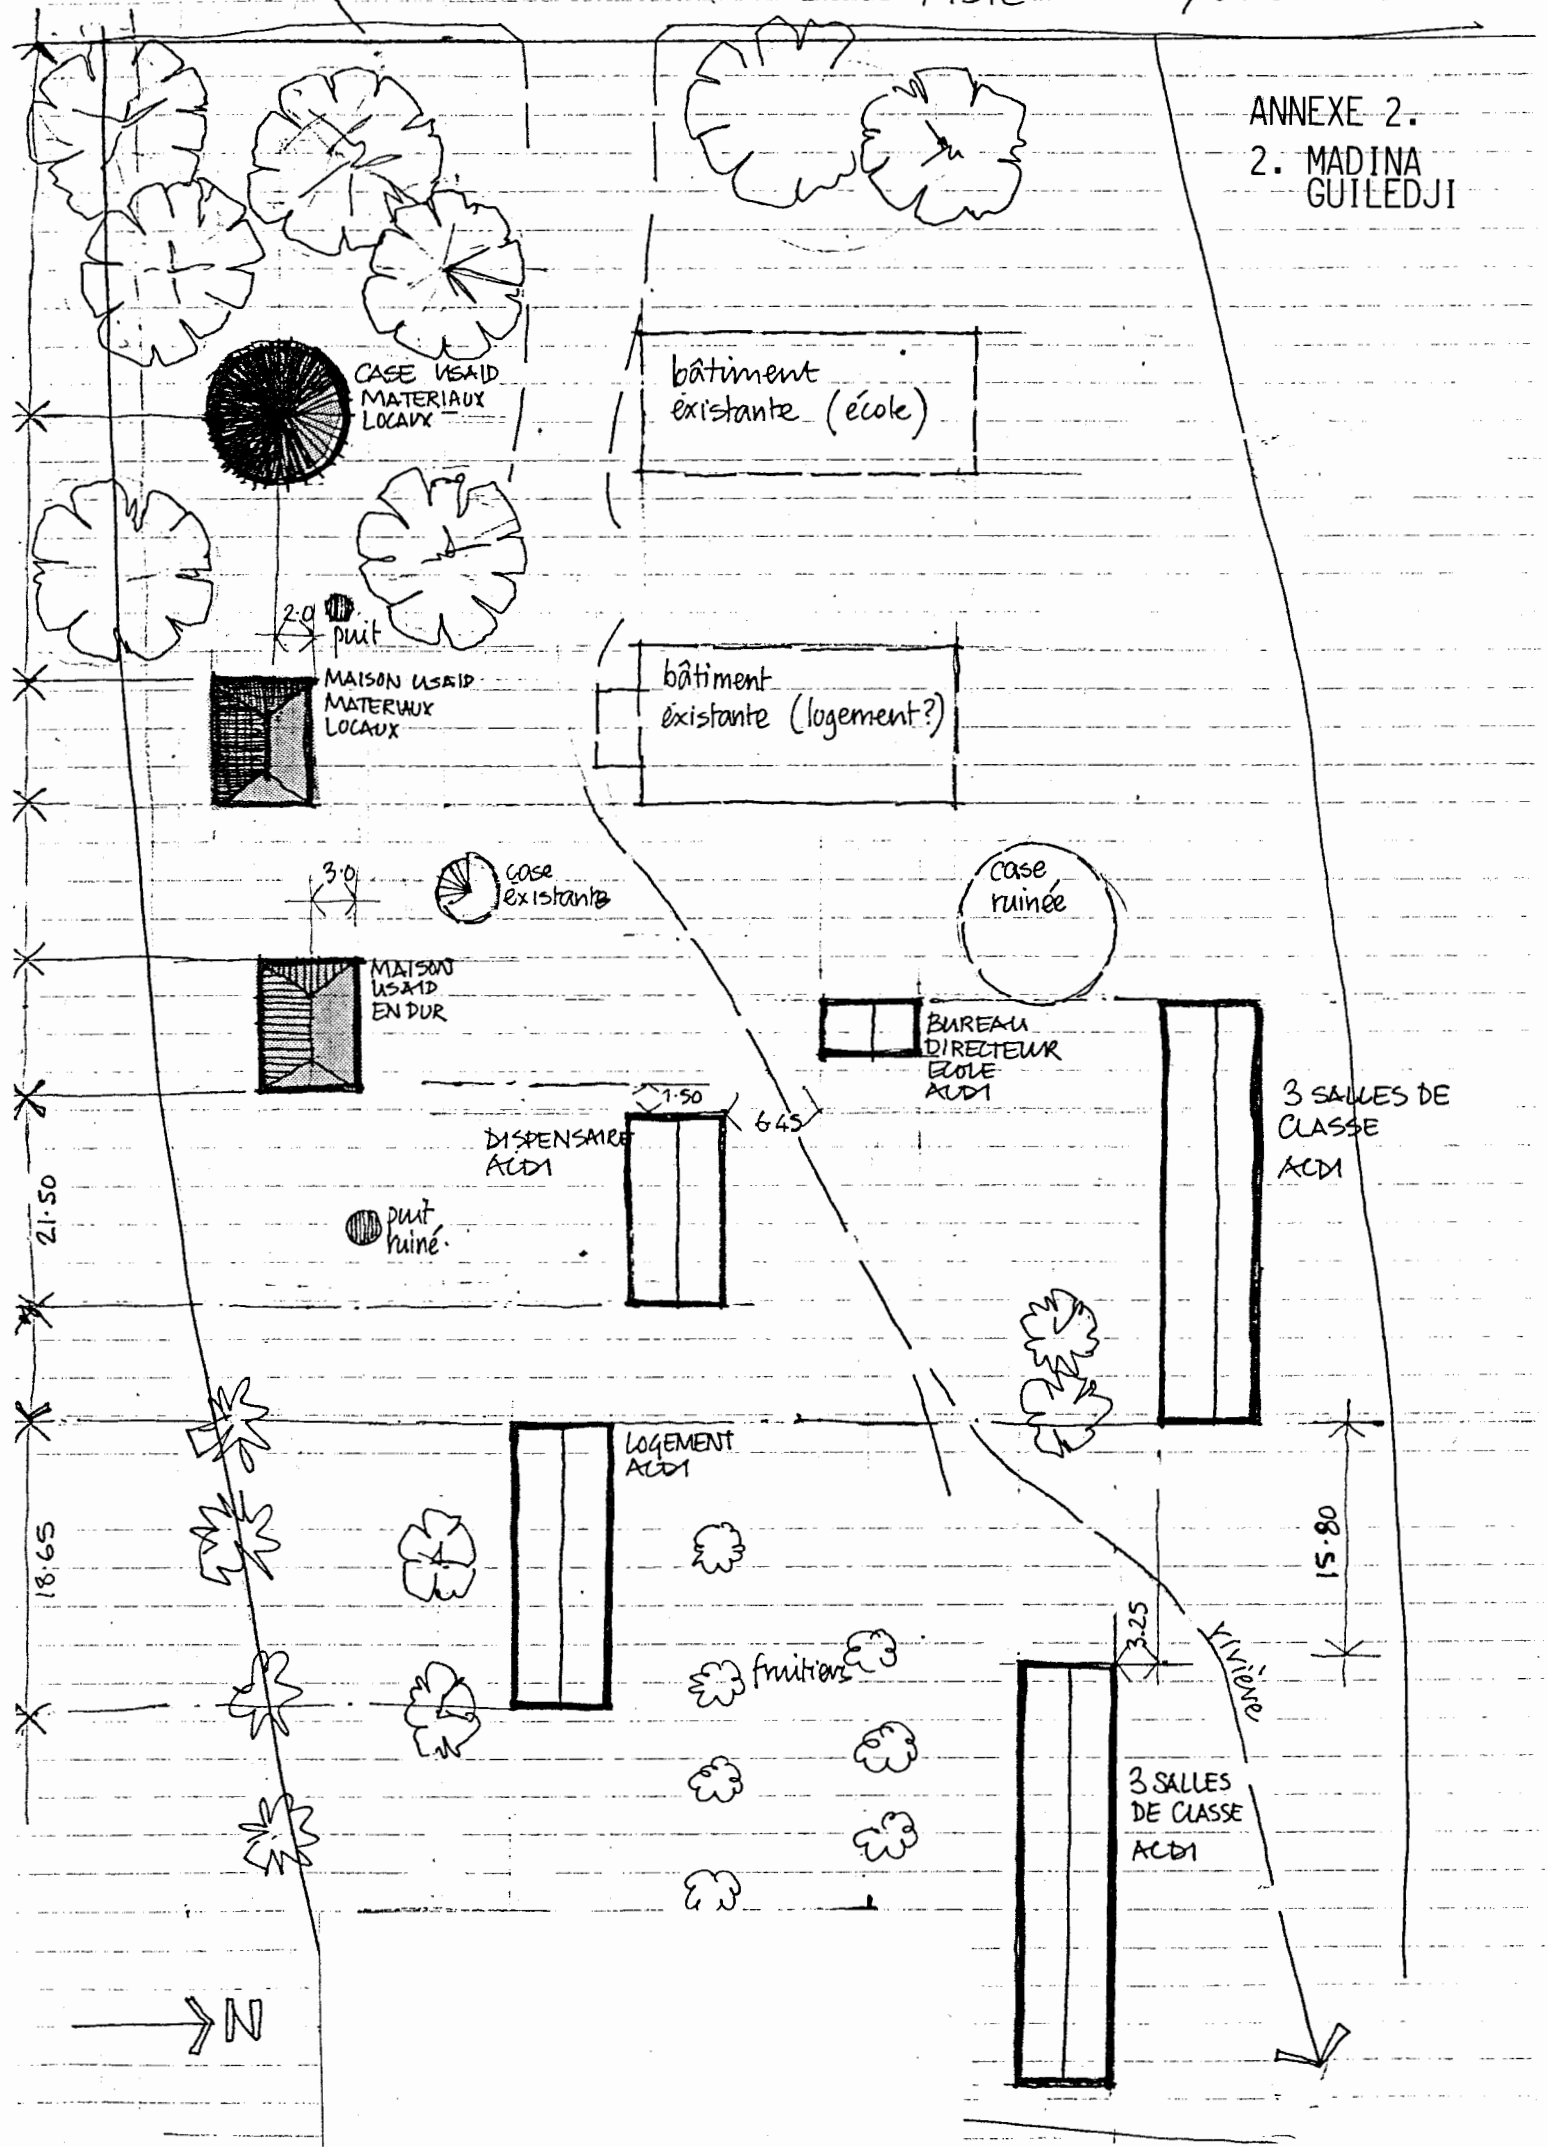 ANNEXE 2.
2. MADINA
GUILEDJI
CASE USAID
MATERIAUX
LOCAUX
bâtiment
éxistante (école)
2.0
puit
MAISON USAID
MATERIAUX
LOCAUX
bâtiment
éxistante (logement?)
3.0
case
éxistante
case
ruinée
MAISON
USAID
EN DUR
BUREAU
DIRECTEUR
ECOLE
ACDI
1.50
6.45
3 SALLES DE
CLASSE
ACDI
DISPENSAIRE
ACDI
21.50
puit
ruiné.
LOGEMENT
ACDI
18.65
15.80
3.25
rivière
fruitiers
3 SALLES
DE CLASSE
ACDI
N